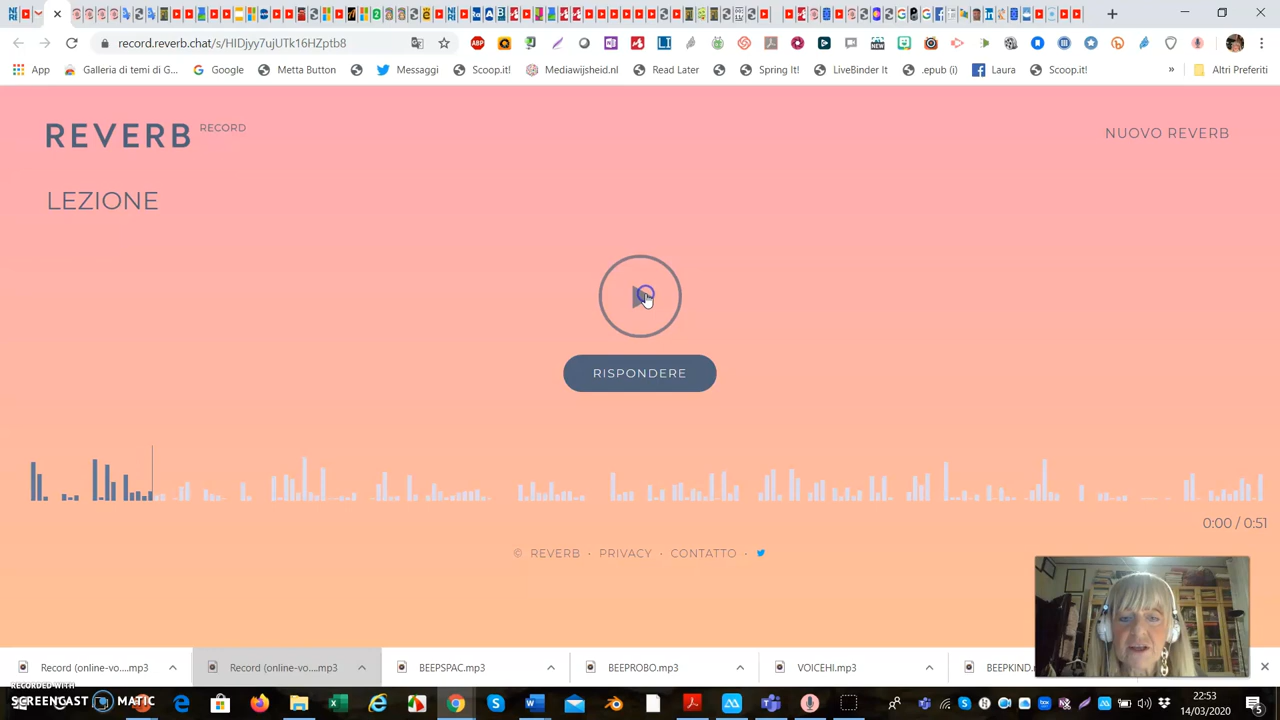 record.reverb.chat/s/HIDjyy7ujUTk16HZptb8
App Galleria di temi di G... Google Metta Button Messaggi Scoop.it! Mediawijsheid.nl Read Later Spring It! LiveBinder It .epub (i) Laura Scoop.it! » Altri Preferiti
REVERB RECORD NUOVO REVERB
LEZIONE
RISPONDERE
0:00 / 0:51
© REVERB · PRIVACY · CONTATTO ·
Record (online-vo....mp3 Record (online-vo....mp3 BEEPSPAC.mp3 BEEPROBO.mp3 VOICEHI.mp3 BEEPKIND.m
RECORDED WITH
SCREENCAST MATIC
22:53
14/03/2020